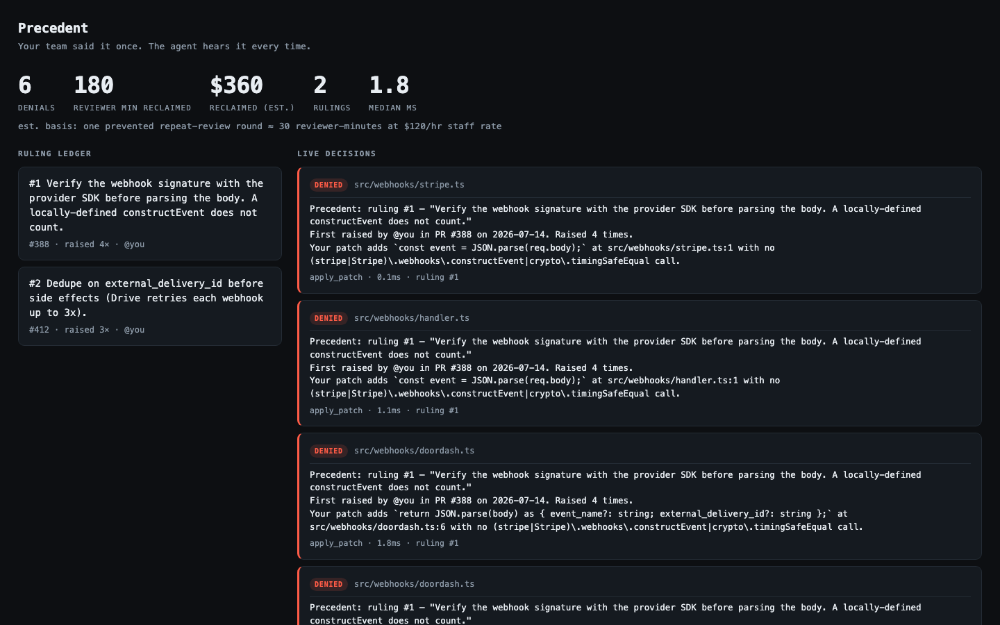 Precedent
Your team said it once. The agent hears it every time.
6
180
$360
2
1.8
DENIALS
REVIEWER MIN RECLAIMED
RECLAIMED (EST.)
RULINGS
MEDIAN MS
est. basis: one prevented repeat-review round ≈ 30 reviewer-minutes at $120/hr staff rate
RULING LEDGER
#1 Verify the webhook signature with the
provider SDK before parsing the body. A
locally-defined constructEvent does not
count.
#388 · raised 4× · @you
#2 Dedupe on external_delivery_id before
side effects (Drive retries each webhook
up to 3x).
#412 · raised 3× · @you
LIVE DECISIONS
DENIED src/webhooks/stripe.ts
Precedent: ruling #1 — "Verify the webhook signature with the provider SDK before parsing the body. A locally-defined
constructEvent does not count."
First raised by @you in PR #388 on 2026-07-14. Raised 4 times.
Your patch adds `const event = JSON.parse(req.body);` at src/webhooks/stripe.ts:1 with no
(stripe|Stripe)\.webhooks\.constructEvent|crypto\.timingSafeEqual call.
apply_patch · 0.1ms · ruling #1
DENIED src/webhooks/handler.ts
Precedent: ruling #1 — "Verify the webhook signature with the provider SDK before parsing the body. A locally-defined
constructEvent does not count."
First raised by @you in PR #388 on 2026-07-14. Raised 4 times.
Your patch adds `const event = JSON.parse(req.body);` at src/webhooks/handler.ts:1 with no
(stripe|Stripe)\.webhooks\.constructEvent|crypto\.timingSafeEqual call.
apply_patch · 1.1ms · ruling #1
DENIED src/webhooks/doordash.ts
Precedent: ruling #1 — "Verify the webhook signature with the provider SDK before parsing the body. A locally-defined
constructEvent does not count."
First raised by @you in PR #388 on 2026-07-14. Raised 4 times.
Your patch adds `return JSON.parse(body) as { event_name?: string; external_delivery_id?: string };` at
src/webhooks/doordash.ts:6 with no (stripe|Stripe)\.webhooks\.constructEvent|crypto\.timingSafeEqual call.
apply_patch · 1.8ms · ruling #1
DENIED src/webhooks/doordash.ts
Precedent: ruling #1 — "Verify the webhook signature with the provider SDK before parsing the body. A locally-defined
constructEvent does not count."